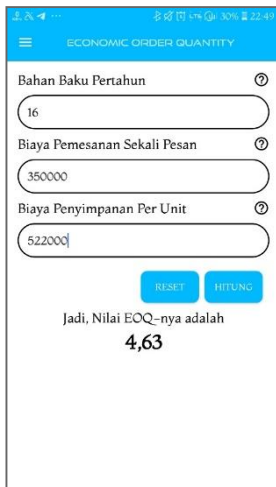 30% 22:49
ECONOMIC ORDER QUANTITY
Bahan Baku Pertahun
16
Biaya Pemesanan Sekali Pesan
350000
Biaya Penyimpanan Per Unit
522000
RESET HITUNG
Jadi, Nilai EOQ-nya adalah
4,63